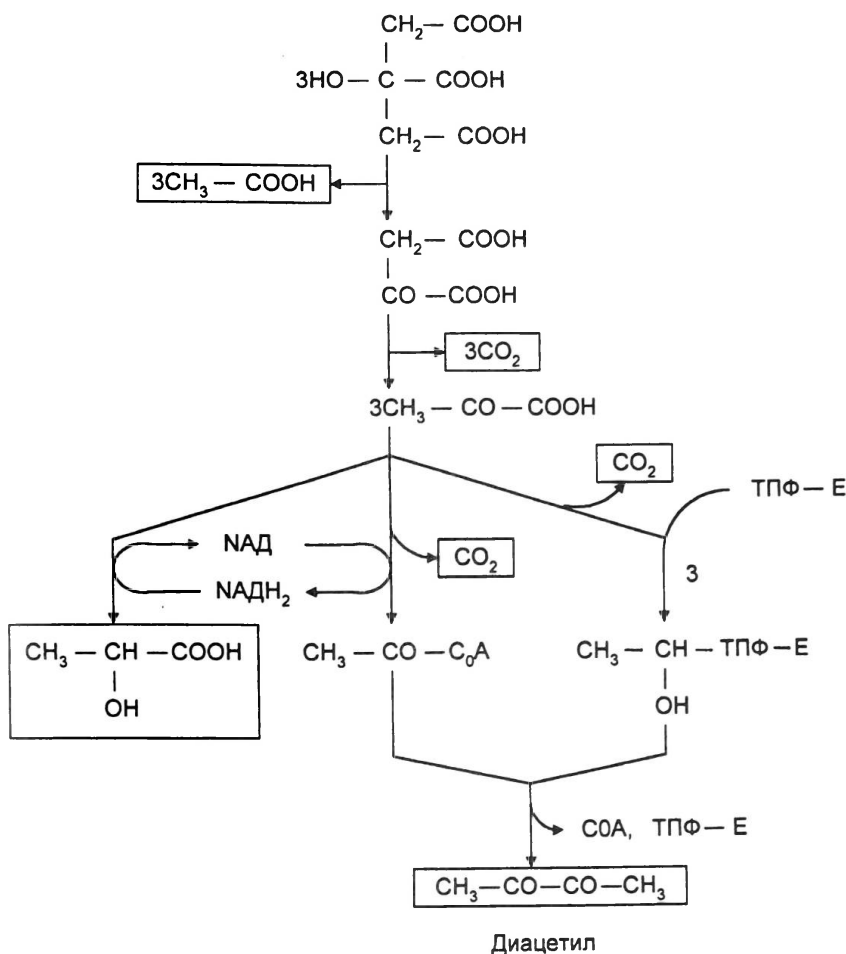 CH₂ — COOH
3HO — C — COOH
CH₂ — COOH
3CH₃ — COOH
CH₂ — COOH
CO — COOH
3CO₂
3CH₃ — CO — COOH
CO₂
ТПФ — Е
NАД
CO₂
3
NАДН₂
CH₃ — CH — COOH
OH
CH₃ — CO — C₀A
CH₃ — CH — ТПФ — Е
OH
C0A, ТПФ — Е
CH₃—CO—CO—CH₃
Диацетил